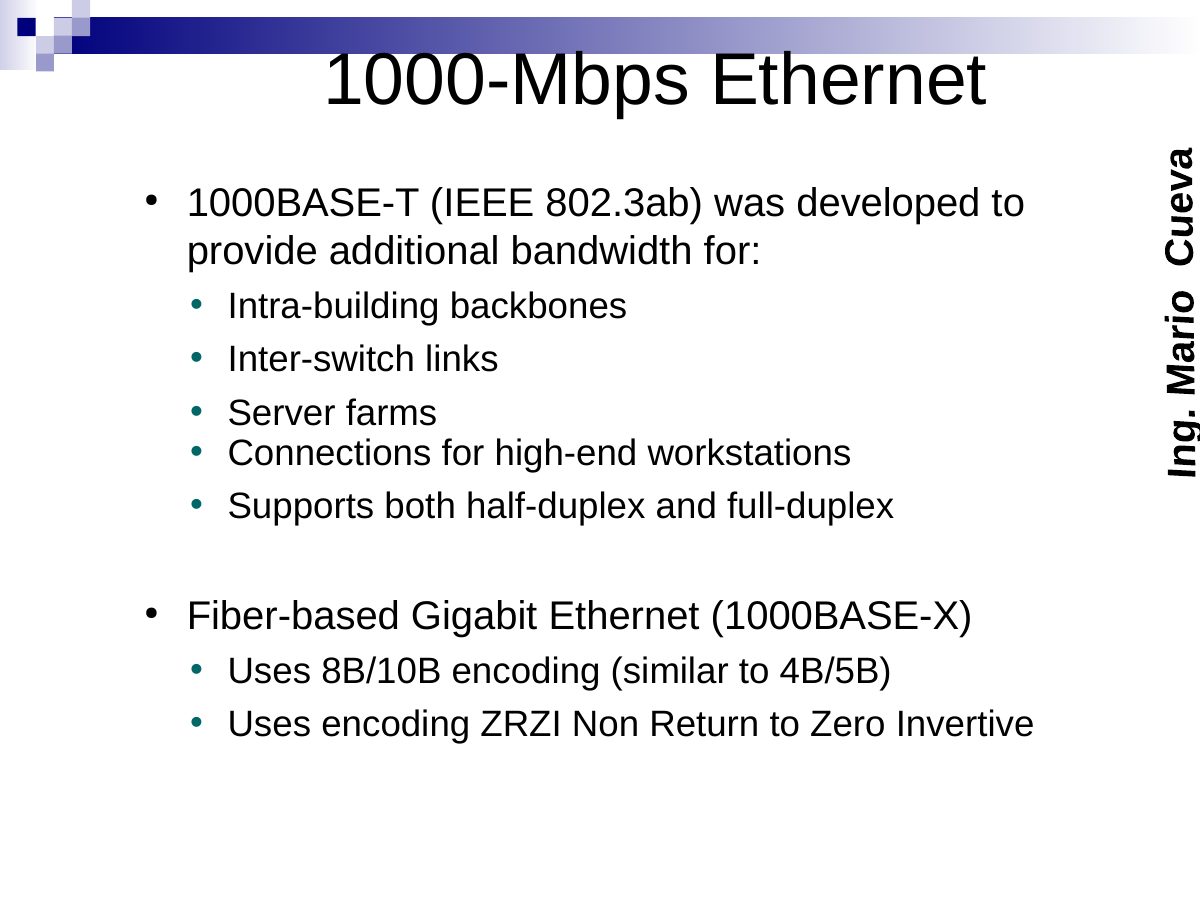 1000-Mbps Ethernet
• 1000BASE-T (IEEE 802.3ab) was developed to
provide additional bandwidth for:
• Intra-building backbones
• Inter-switch links
• Server farms
• Connections for high-end workstations
• Supports both half-duplex and full-duplex
• Fiber-based Gigabit Ethernet (1000BASE-X)
• Uses 8B/10B encoding (similar to 4B/5B)
• Uses encoding ZRZI Non Return to Zero Invertive
Ing. Mario Cueva